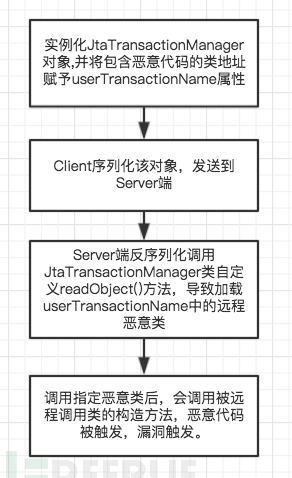 实例化JtaTransactionManager
对象,并将包含恶意代码的类地址
赋予userTransactionName属性
Client序列化该对象，发送到
Server端
Server端反序列化调用
JtaTransactionManager类自定
义readObject()方法，导致加载
userTransactionName中的远程
恶意类
调用指定恶意类后，会调用被远
程调用类的构造方法，恶意代码
被触发，漏洞触发。